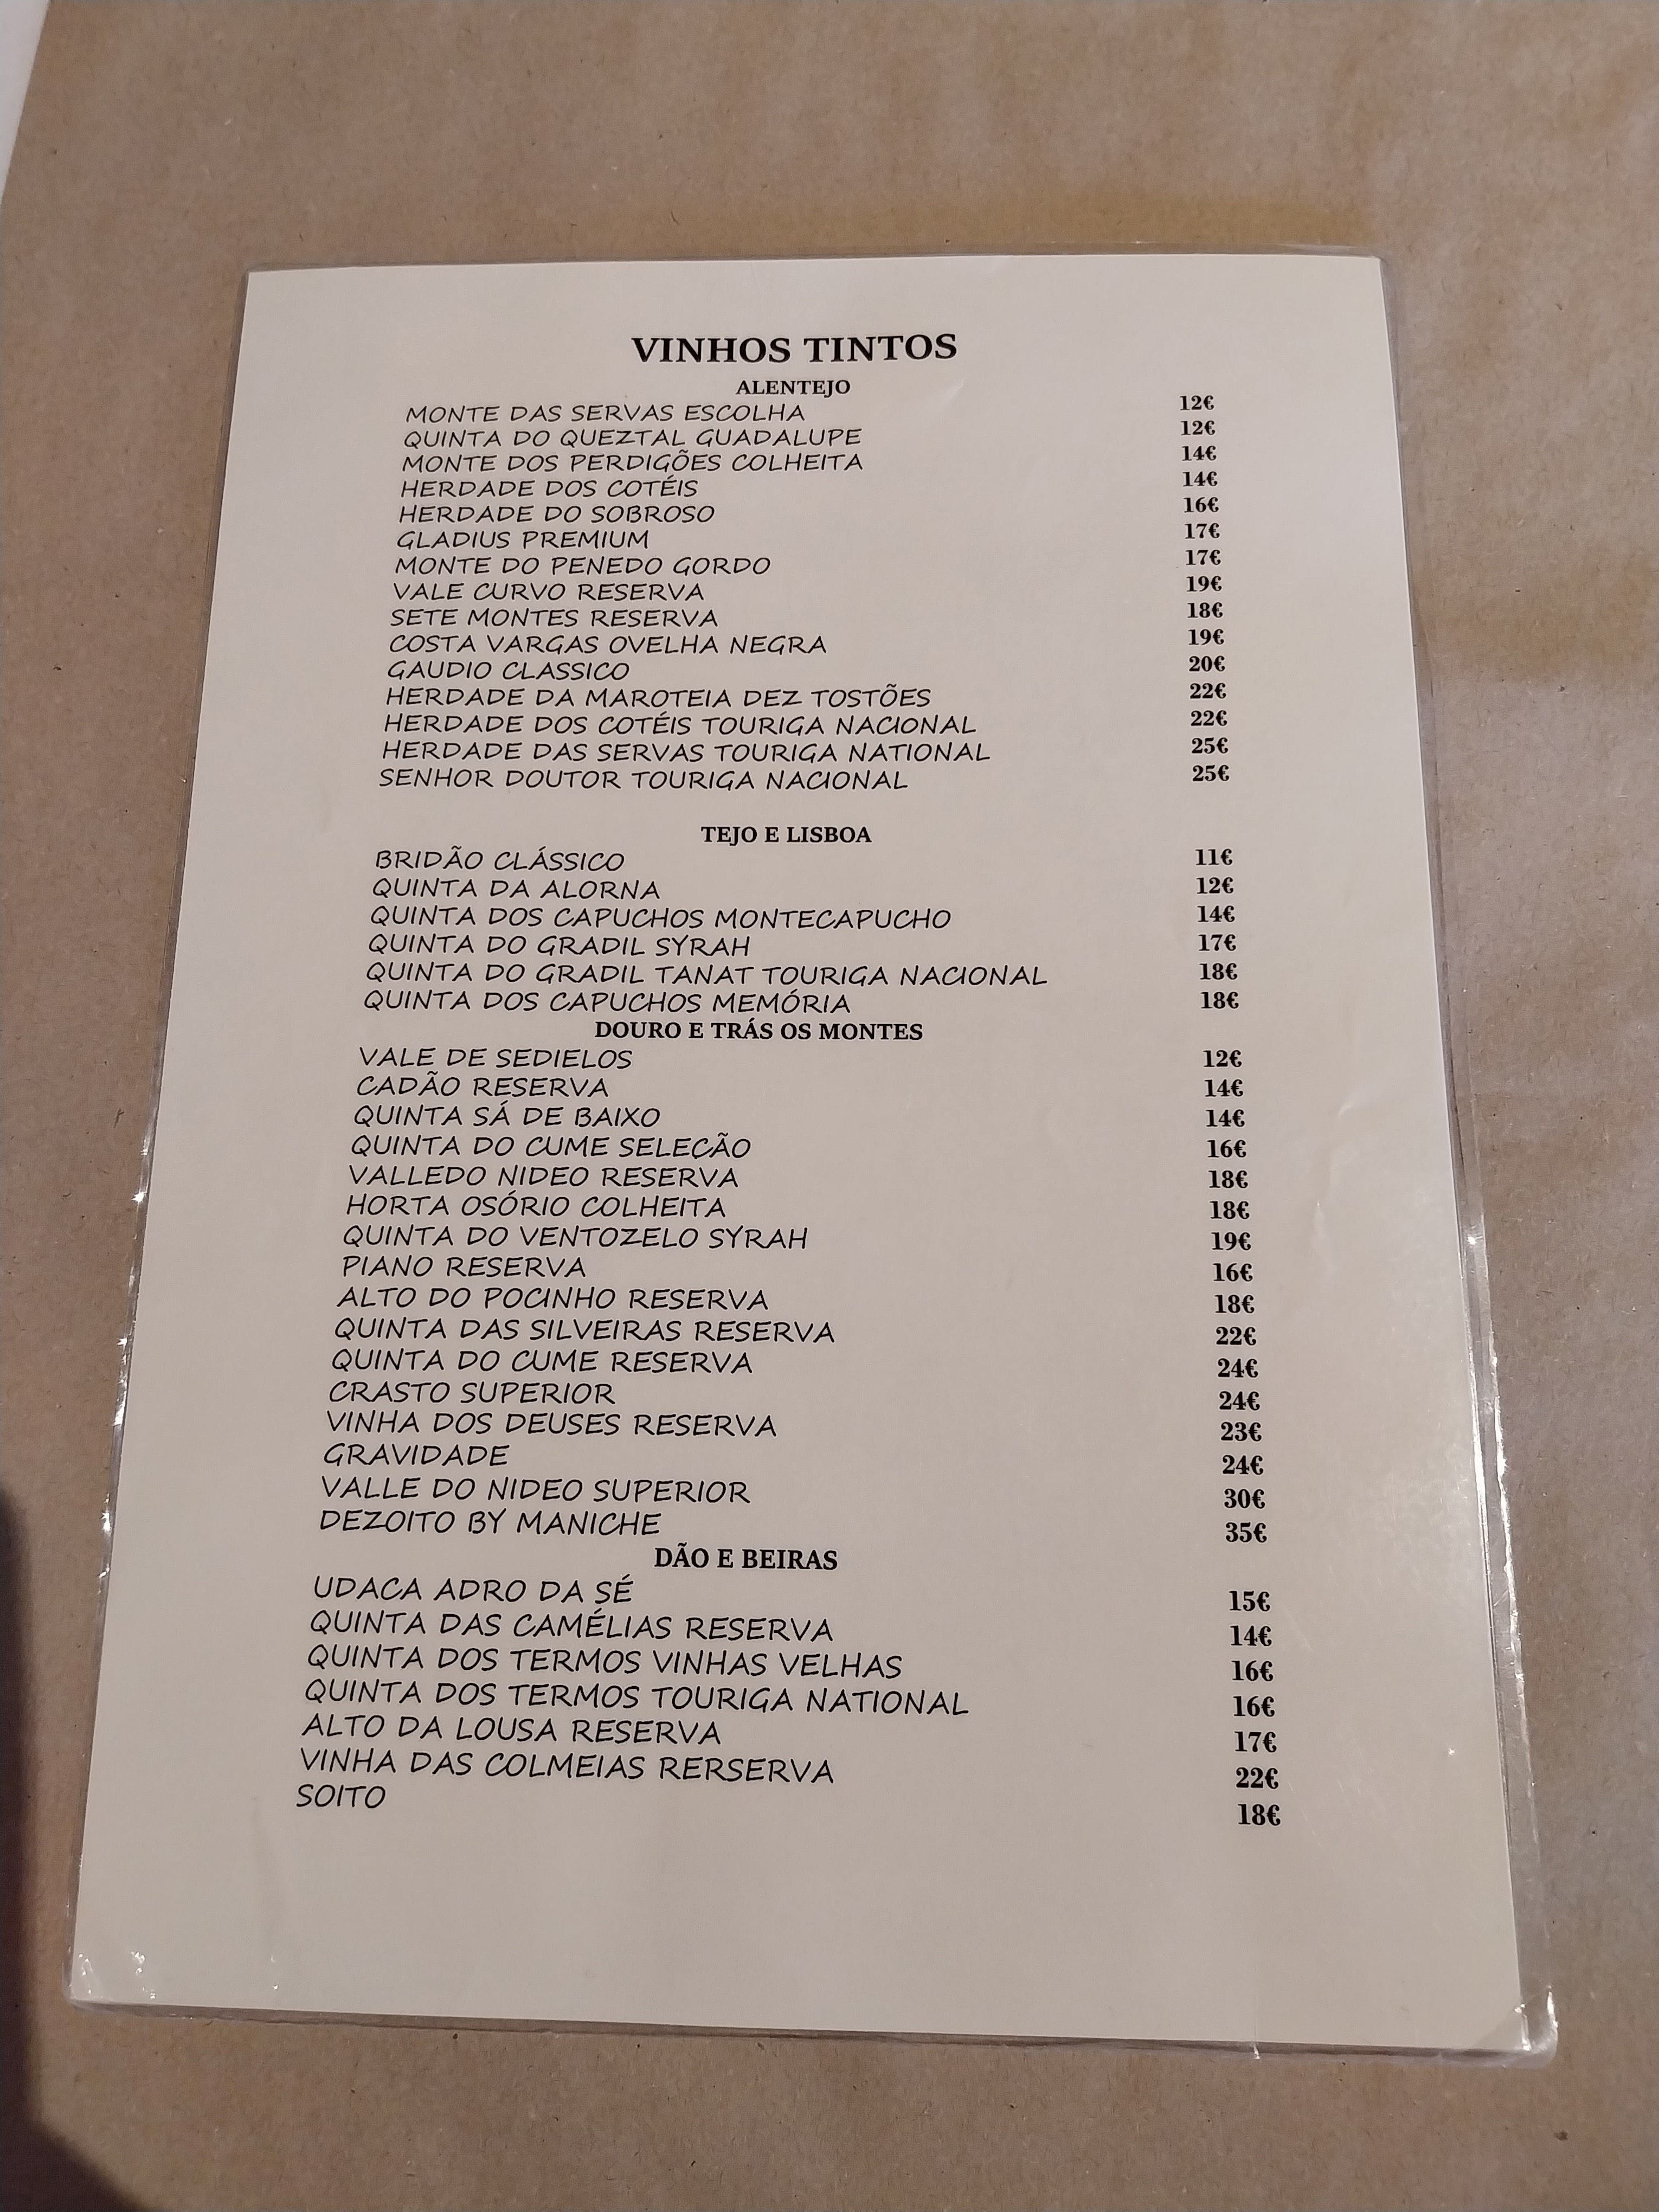 VINHOS TINTOS
ALENTEJO
MONTE DAS SERVAS ESCOLHA 12€
QUINTA DO QUEZTAL GUADALUPE 12€
MONTE DOS PERDIGÕES COLHEITA 14€
HERDADE DOS COTÉIS 14€
HERDADE DO SOBROSO 16€
GLADIUS PREMIUM 17€
MONTE DO PENEDO GORDO 17€
VALE CURVO RESERVA 19€
SETE MONTES RESERVA 18€
COSTA VARGAS OVELHA NEGRA 19€
GAUDIO CLASSICO 20€
HERDADE DA MAROTEIA DEZ TOSTÕES 22€
HERDADE DOS COTÉIS TOURIGA NACIONAL 22€
HERDADE DAS SERVAS TOURIGA NATIONAL 25€
SENHOR DOUTOR TOURIGA NACIONAL 25€
TEJO E LISBOA
BRIDÃO CLÁSSICO 11€
QUINTA DA ALORNA 12€
QUINTA DOS CAPUCHOS MONTECAPUCHO 14€
QUINTA DO GRADIL SYRAH 17€
QUINTA DO GRADIL TANAT TOURIGA NACIONAL 18€
QUINTA DOS CAPUCHOS MEMÓRIA 18€
DOURO E TRÁS OS MONTES
VALE DE SEDIELOS 12€
CADÃO RESERVA 14€
QUINTA SÁ DE BAIXO 14€
QUINTA DO CUME SELEÇÃO 16€
VALLEDO NIDEO RESERVA 18€
HORTA OSÓRIO COLHEITA 18€
QUINTA DO VENTOZELO SYRAH 19€
PIANO RESERVA 16€
ALTO DO POCINHO RESERVA 18€
QUINTA DAS SILVEIRAS RESERVA 22€
QUINTA DO CUME RESERVA 24€
CRASTO SUPERIOR 24€
VINHA DOS DEUSES RESERVA 23€
GRAVIDADE 24€
VALLE DO NIDEO SUPERIOR 30€
DEZOITO BY MANICHE 35€
DÃO E BEIRAS
UDACA ADRO DA SÉ 15€
QUINTA DAS CAMÉLIAS RESERVA 14€
QUINTA DOS TERMOS VINHAS VELHAS 16€
QUINTA DOS TERMOS TOURIGA NATIONAL 16€
ALTO DA LOUSA RESERVA 17€
VINHA DAS COLMEIAS RERSERVA 22€
SOITO 18€